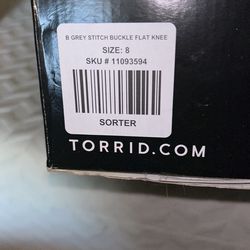 B GREY STITCH BUCKLE FLAT KNEE
SIZE: 8
SKU # 11093594
SORTER
TORRID.COM